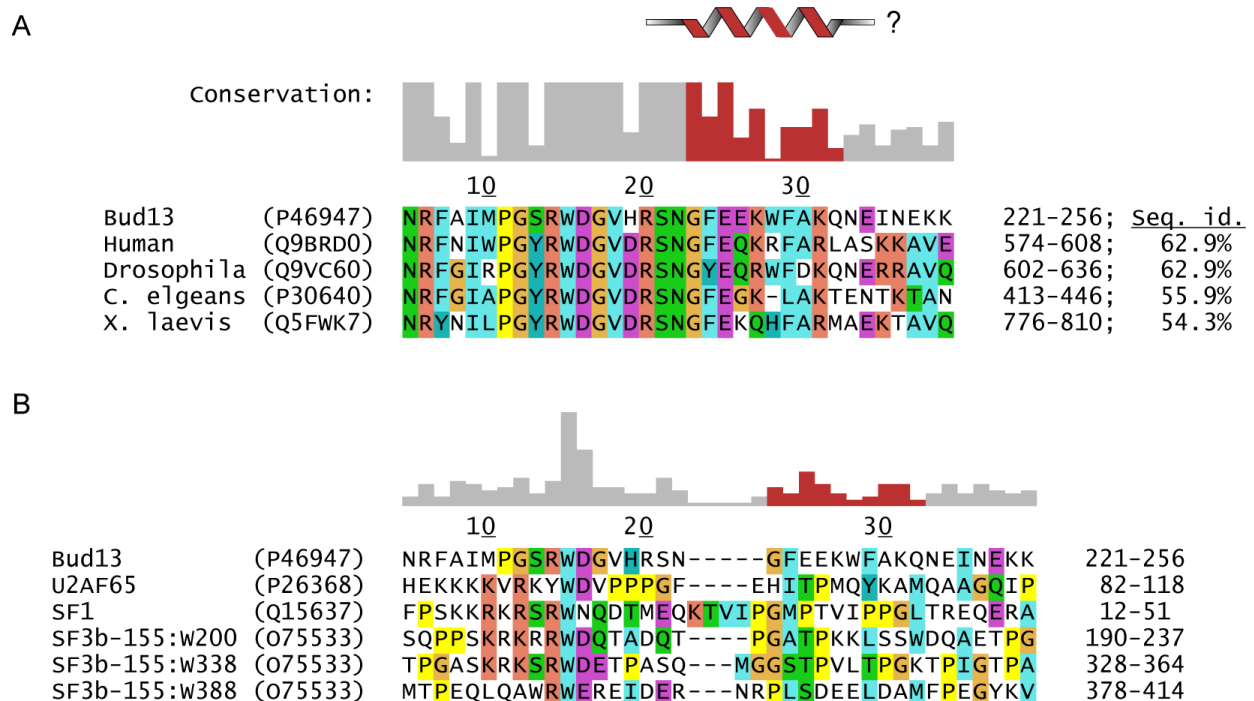 A
?
Conservation:
10 20 30
Bud13 (P46947) NRFAIMPGSRWDGVHRSNGFEEKWFAKQNEINEKK 221-256; Seq. id.
Human (Q9BRD0) NRFNIWPGYRWDGVDRSNGFEQKRFARLASKKAVE 574-608; 62.9%
Drosophila (Q9VC60) NRFGIRPGYRWDGVDRSNGYEQRWFDKQNERRAVQ 602-636; 62.9%
C. elgeans (P30640) NRFGIAPGYRWDGVDRSNGFEGK-LAKTENTKTAN 413-446; 55.9%
X. laevis (Q5FWK7) NRYNILPGYRWDGVDRSNGFEKQHFARMAEKTAVQ 776-810; 54.3%
B
10 20 30
Bud13 (P46947) NRFAIMPGSRWDGVHRSN-----GFEEKWFAKQNEINEKK 221-256
U2AF65 (P26368) HEKKKKVRKYWDVPPPGF----EHITPMQYKAMQAAGQIP 82-118
SF1 (Q15637) FPSKKRKRSRWNQDTMEQKTVIPGMPTVIPPGLTREQERA 12-51
SF3b-155:W200 (O75533) SQPPSKRKRRWDQTADQT----PGATPKKLSSWDQAETPG 190-237
SF3b-155:W338 (O75533) TPGASKRKSRWDETPASQ---MGGSTPVLTPGKTPIGTPA 328-364
SF3b-155:W388 (O75533) MTPEQLQAWRWEREIDER---NRPLSDEELDAMFPEGYKV 378-414